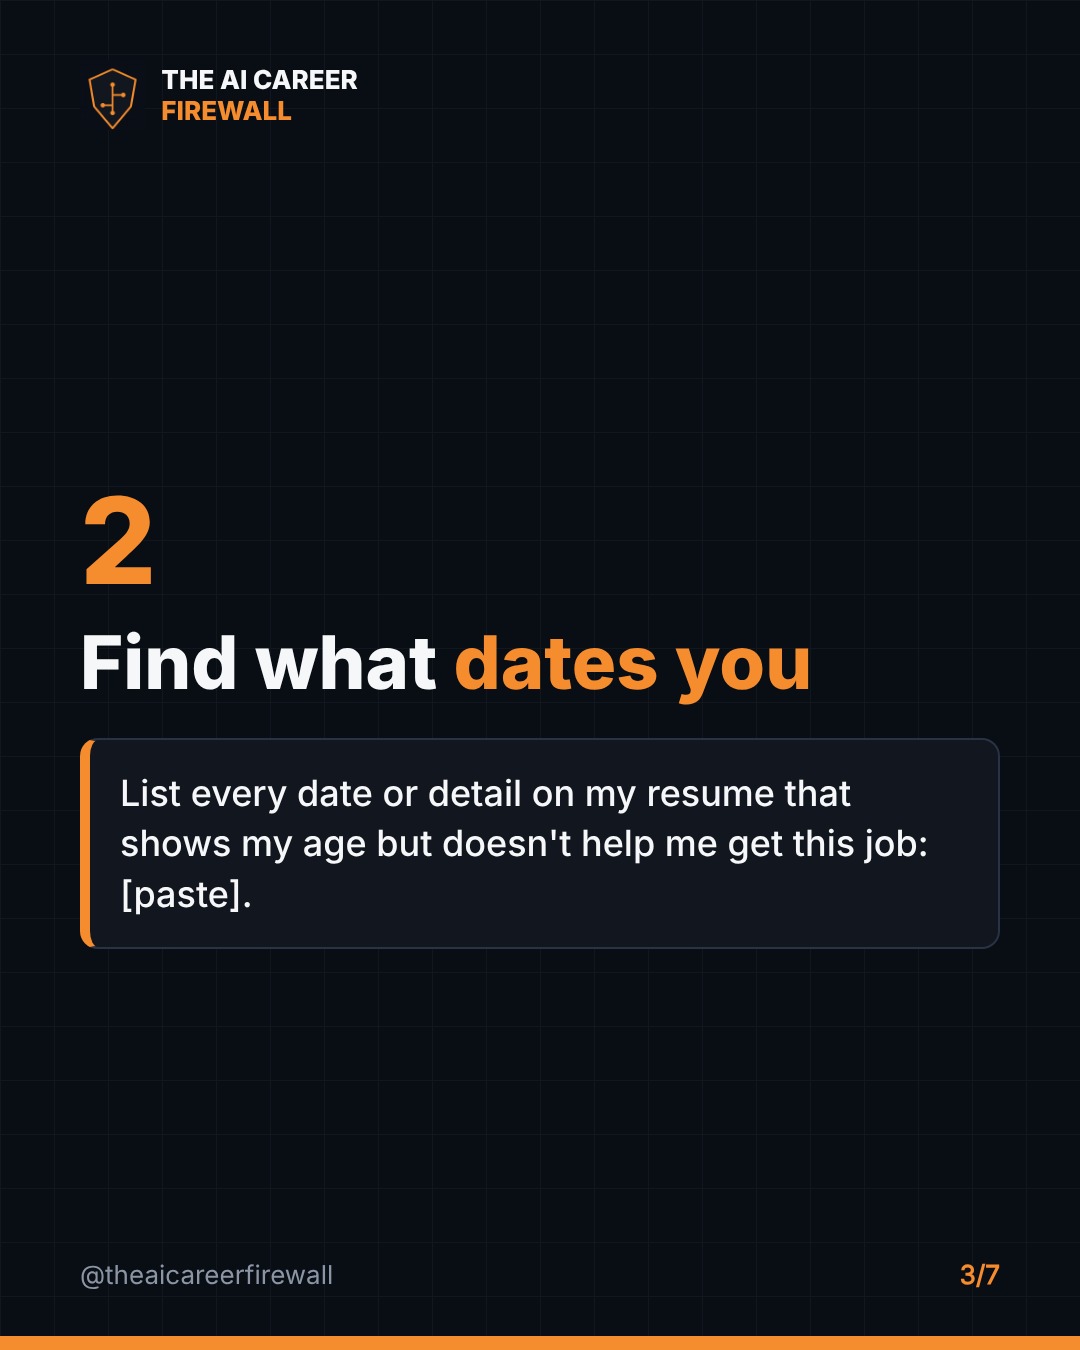 THE AI CAREER
FIREWALL
2
Find what dates you
List every date or detail on my resume that
shows my age but doesn't help me get this job:
[paste].
@theaicareerfirewall
3/7